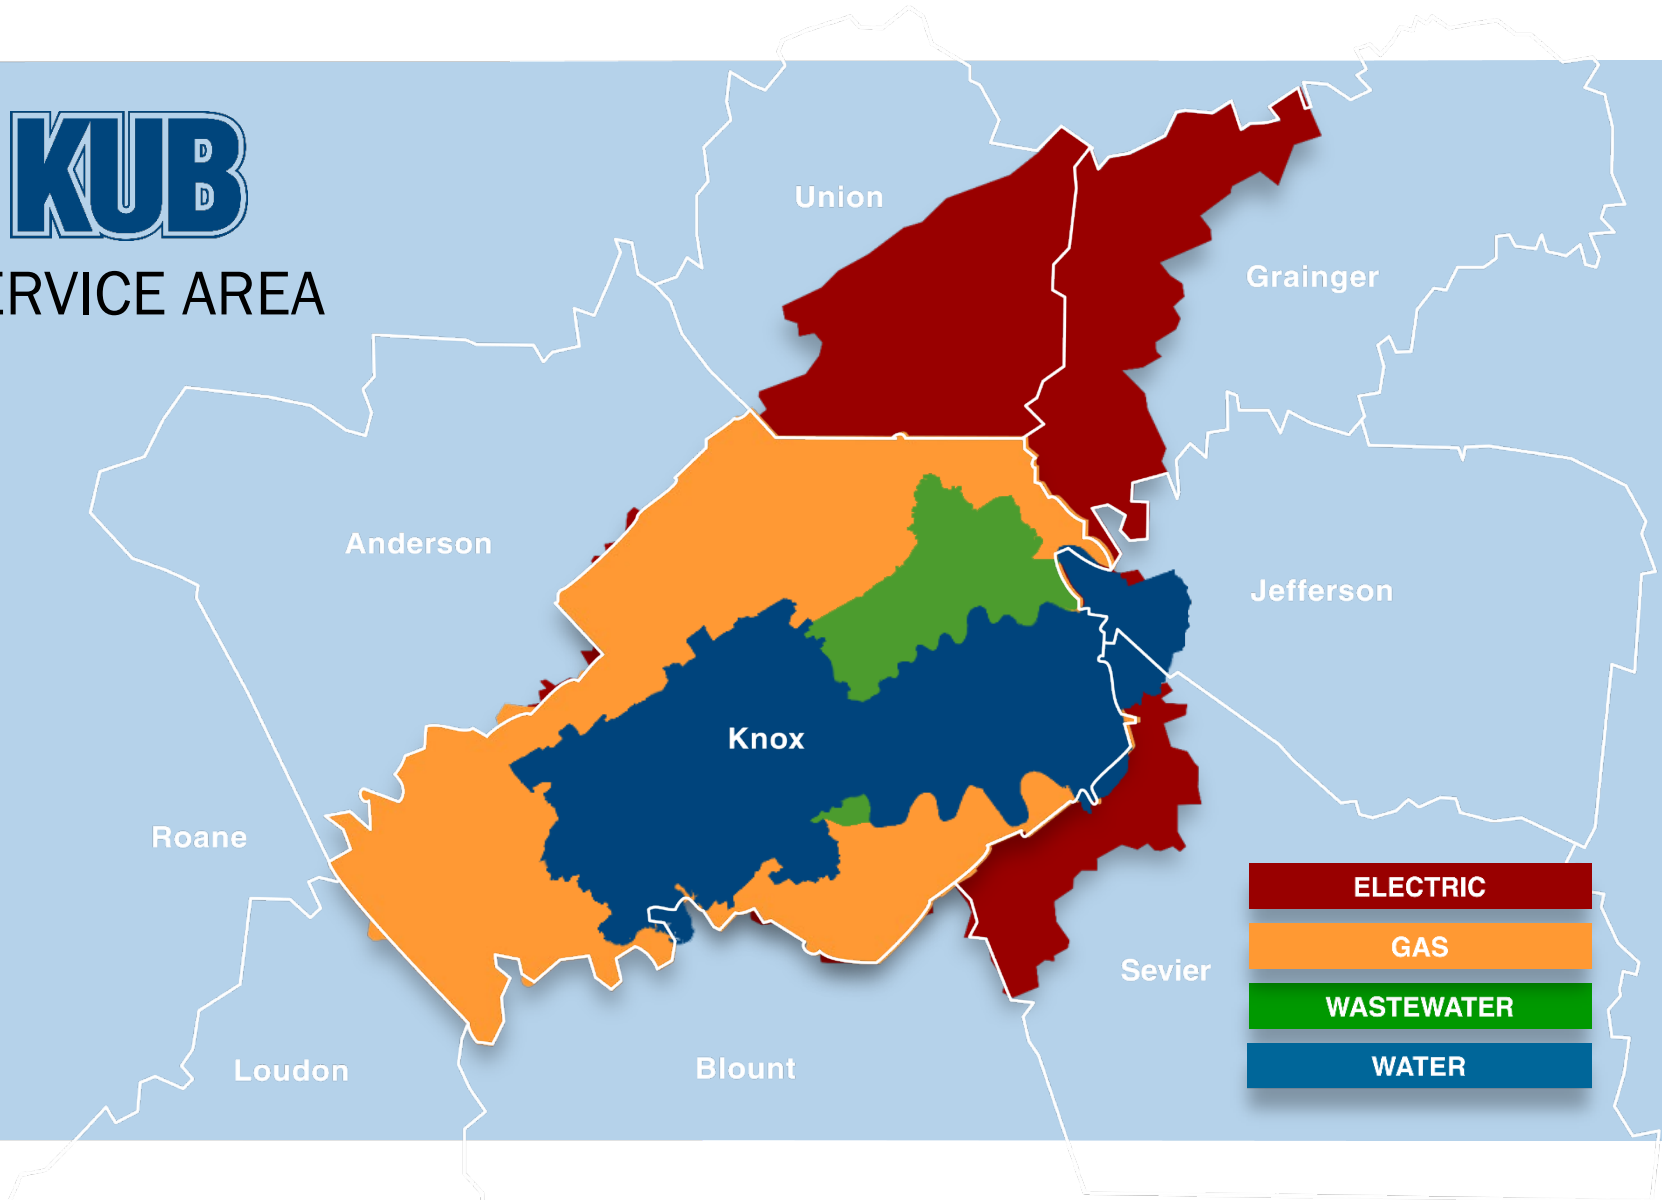 KUB
ERVICE AREA
Union
Grainger
Anderson
Jefferson
Knox
Roane
Sevier
Loudon
Blount
ELECTRIC
GAS
WASTEWATER
WATER